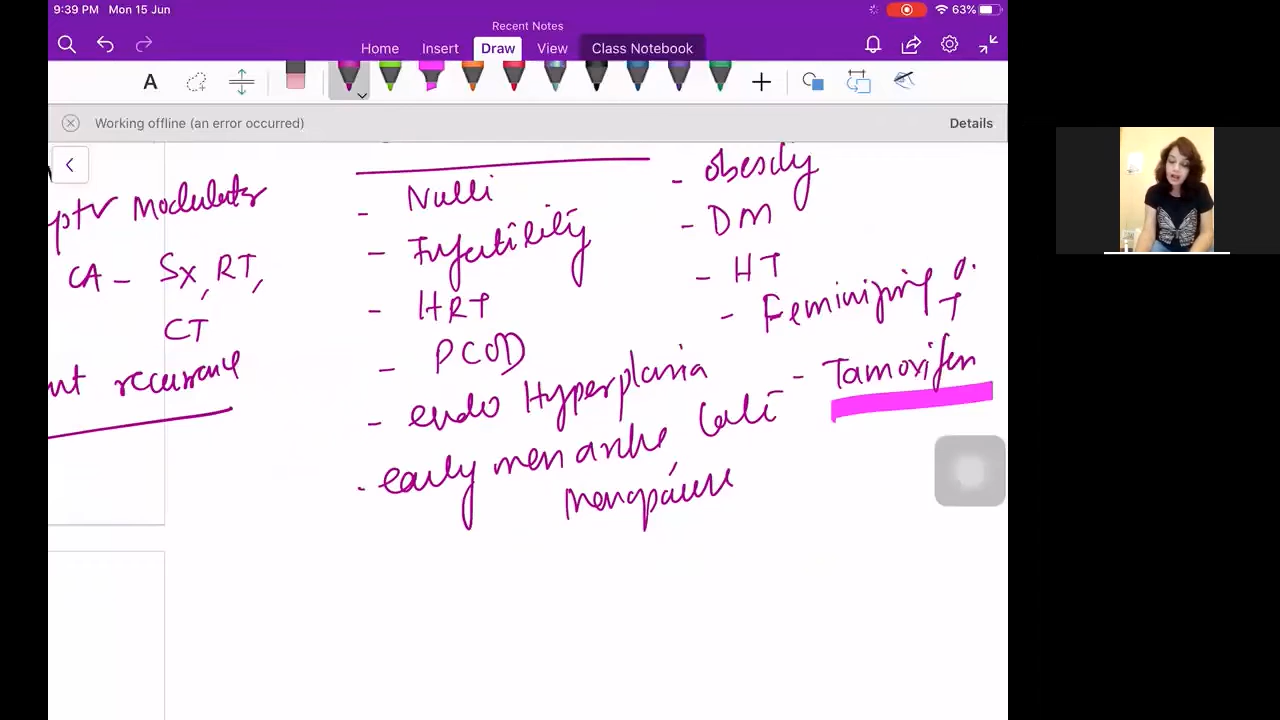 9:39 PM Mon 15 Jun
63%
Recent Notes
Home Insert Draw View Class Notebook
A
Working offline (an error occurred) Details
ptr Modulator
CA - Sx, RT,
CT
nt recurrence
- Nulli
- Infertility
- HRT
- PCOD
- endo Hyperplasia
- early menarche late
menopause
- obesity
- DM
- HT
- Feminizing o.
T
- Tamoxifen